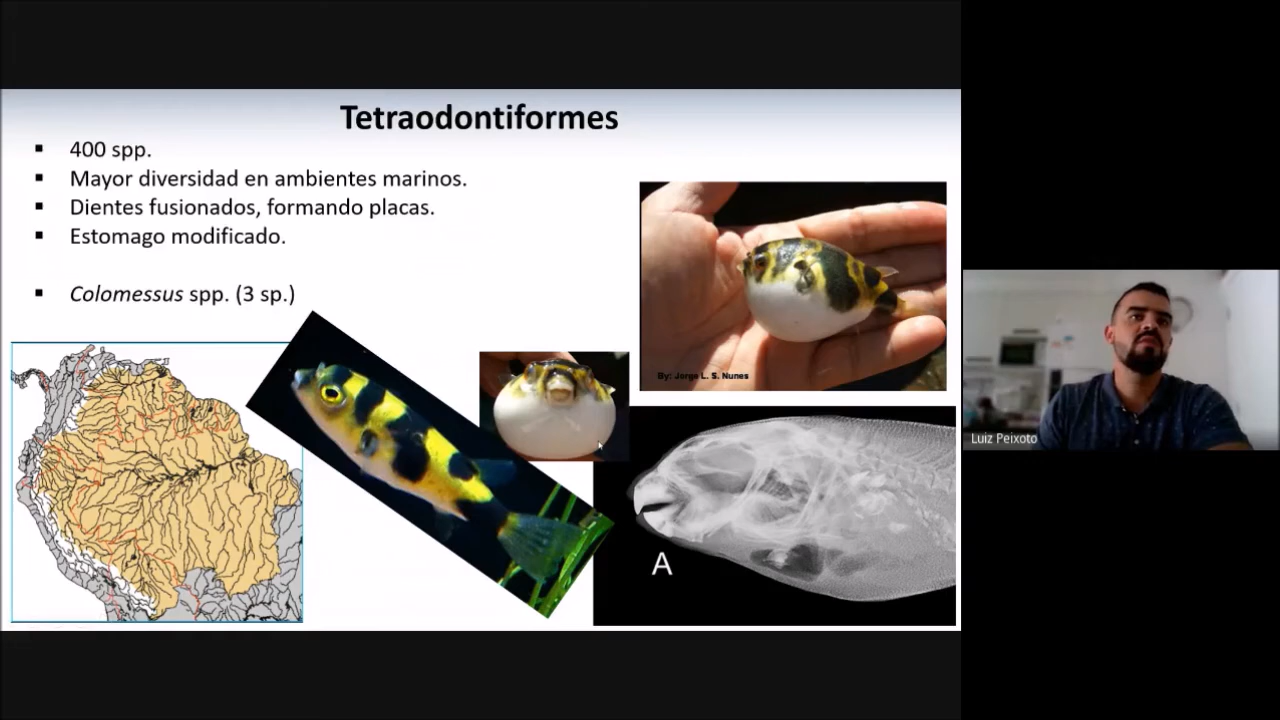 Tetraodontiformes
▪ 400 spp.
▪ Mayor diversidad en ambientes marinos.
▪ Dientes fusionados, formando placas.
▪ Estomago modificado.
▪ Colomessus spp. (3 sp.)
By: Jorge L. S. Nunes
A
Luiz Peixoto